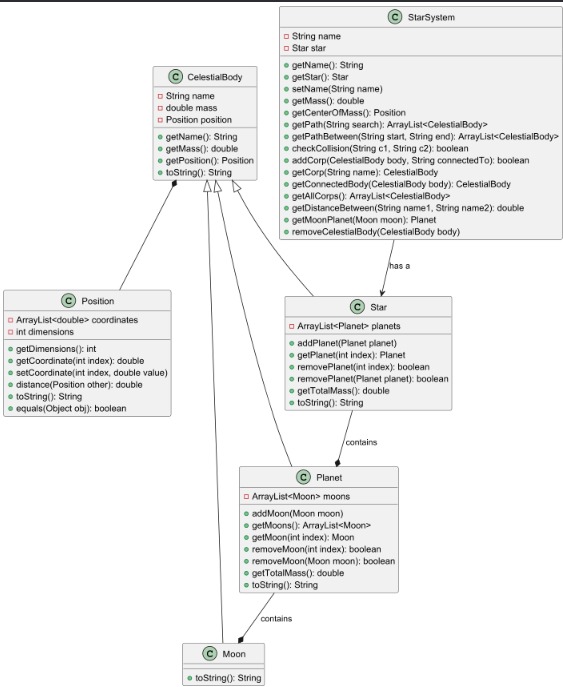 C StarSystem
String name
Star star
getName(): String
getStar(): Star
setName(String name)
getMass(): double
getCenterOfMass(): Position
getPath(String search): ArrayList<CelestialBody>
getPathBetween(String start, String end): ArrayList<CelestialBody>
checkCollision(String c1, String c2): boolean
addCorp(CelestialBody body, String connectedTo): boolean
getCorp(String name): CelestialBody
getConnectedBody(CelestialBody body): CelestialBody
getAllCorps(): ArrayList<CelestialBody>
getDistanceBetween(String name1, String name2): double
getMoonPlanet(Moon moon): Planet
removeCelestialBody(CelestialBody body)
C CelestialBody
String name
double mass
Position position
getName(): String
getMass(): double
getPosition(): Position
toString(): String
has a
C Position
ArrayList<double> coordinates
int dimensions
getDimensions(): int
getCoordinate(int index): double
setCoordinate(int index, double value)
distance(Position other): double
toString(): String
equals(Object obj): boolean
C Star
ArrayList<Planet> planets
addPlanet(Planet planet)
getPlanet(int index): Planet
removePlanet(int index): boolean
removePlanet(Planet planet): boolean
getTotalMass(): double
toString(): String
contains
C Planet
ArrayList<Moon> moons
addMoon(Moon moon)
getMoons(): ArrayList<Moon>
getMoon(int index): Moon
removeMoon(int index): boolean
removeMoon(Moon moon): boolean
getTotalMass(): double
toString(): String
contains
C Moon
toString(): String